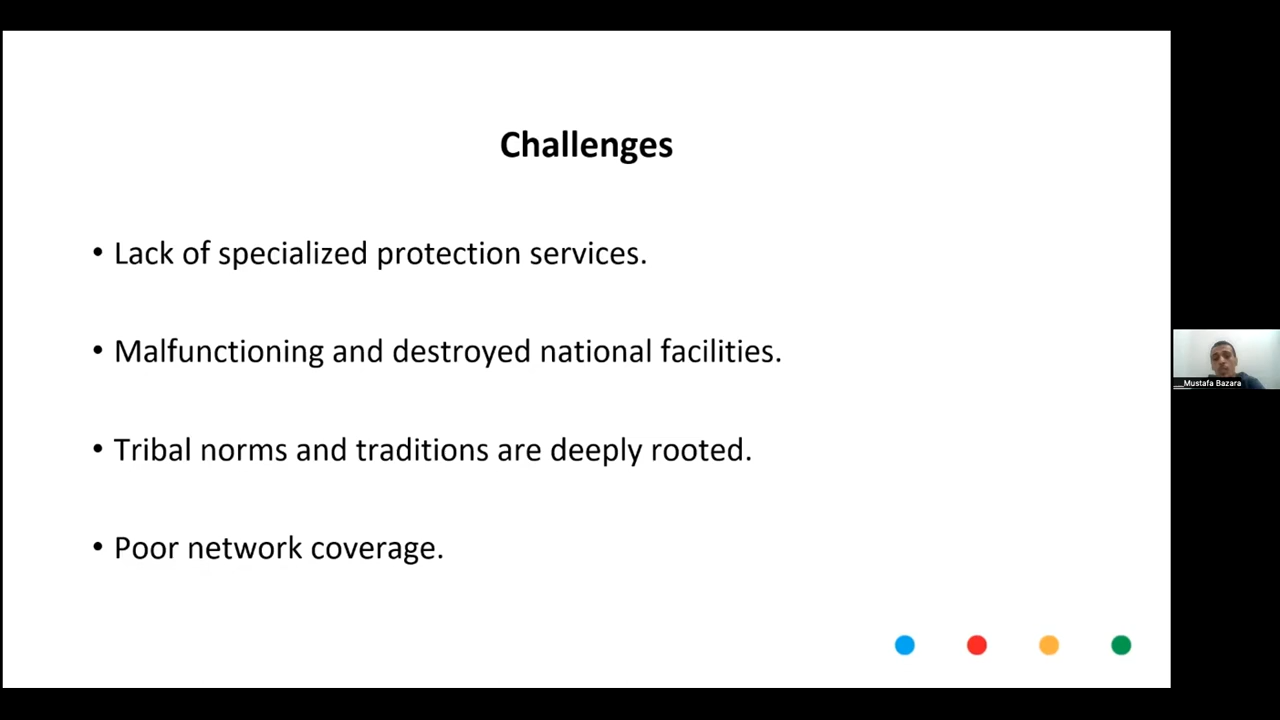 Challenges
• Lack of specialized protection services.
• Malfunctioning and destroyed national facilities.
• Tribal norms and traditions are deeply rooted.
• Poor network coverage.
__Mustafa Bazara